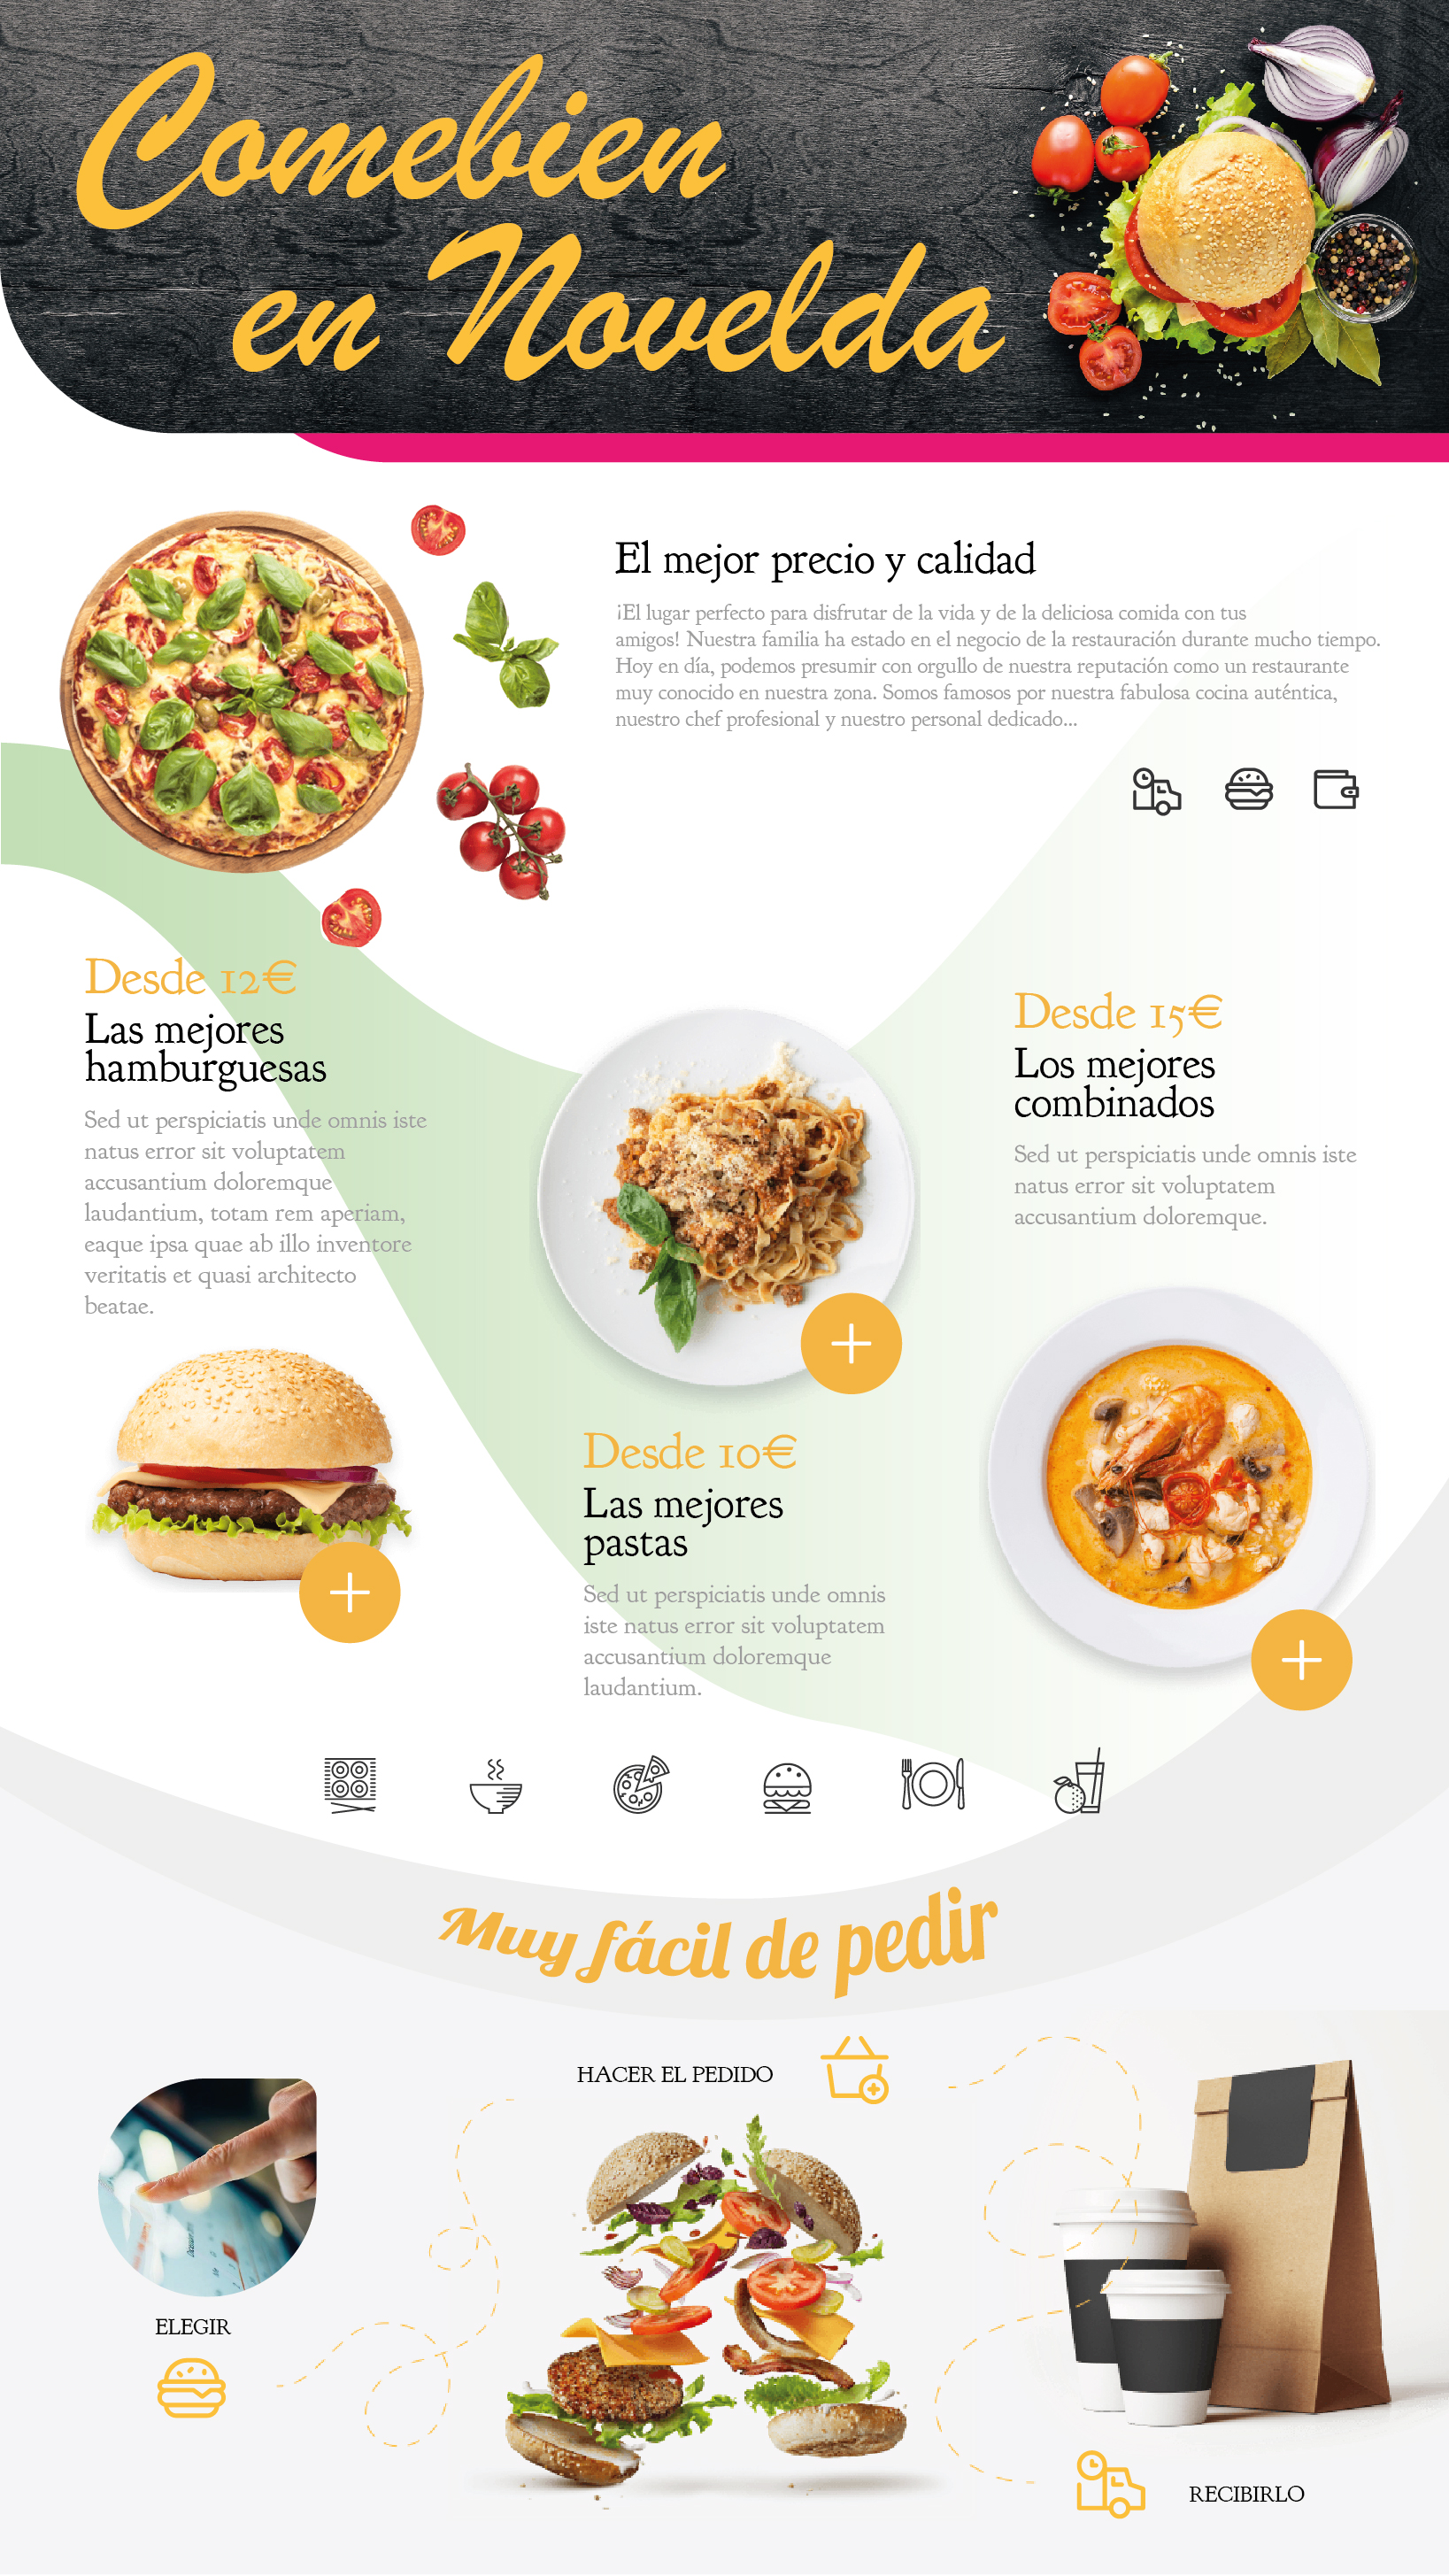 Comebien
en Novelda
El mejor precio y calidad
¡El lugar perfecto para disfrutar de la vida y de la deliciosa comida con tus
amigos! Nuestra familia ha estado en el negocio de la restauración durante mucho tiempo.
Hoy en día, podemos presumir con orgullo de nuestra reputación como un restaurante
muy conocido en nuestra zona. Somos famosos por nuestra fabulosa cocina auténtica,
nuestro chef profesional y nuestro personal dedicado...
Desde 12€
Las mejores
hamburguesas
Sed ut perspiciatis unde omnis iste
natus error sit voluptatem
accusantium doloremque
laudantium, totam rem aperiam,
eaque ipsa quae ab illo inventore
veritatis et quasi architecto
beatae.
Desde 15€
Los mejores
combinados
Sed ut perspiciatis unde omnis iste
natus error sit voluptatem
accusantium doloremque.
Desde 10€
Las mejores
pastas
Sed ut perspiciatis unde omnis
iste natus error sit voluptatem
accusantium doloremque
laudantium.
Muy fácil de pedir
HACER EL PEDIDO
ELEGIR
RECIBIRLO